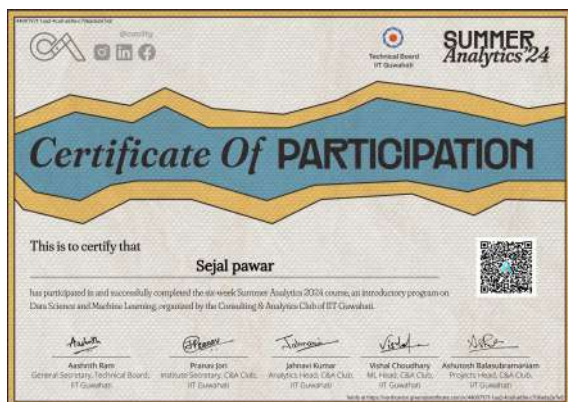 @caciitg
Technical Board
IIT Guwahati
SUMMER
Analytics'24
Certificate Of PARTICIPATION
This is to certify that
Sejal pawar
has participated in and successfully completed the six-week Summer Analytics 2024 course, an introductory program on
Data Science and Machine Learning, organized by the Consulting & Analytics Club of IIT Guwahati.
Aashrith Ram
General Secretary, Technical Board,
IIT Guwahati
Pranav Jori
Institute Secretary, C&A Club,
IIT Guwahati
Jahnavi Kumar
Analytics Head, C&A Club,
IIT Guwahati
Vishal Choudhary
ML Head, C&A Club,
IIT Guwahati
Ashutosh Balasubramaniam
Projects Head, C&A Club,
IIT Guwahati